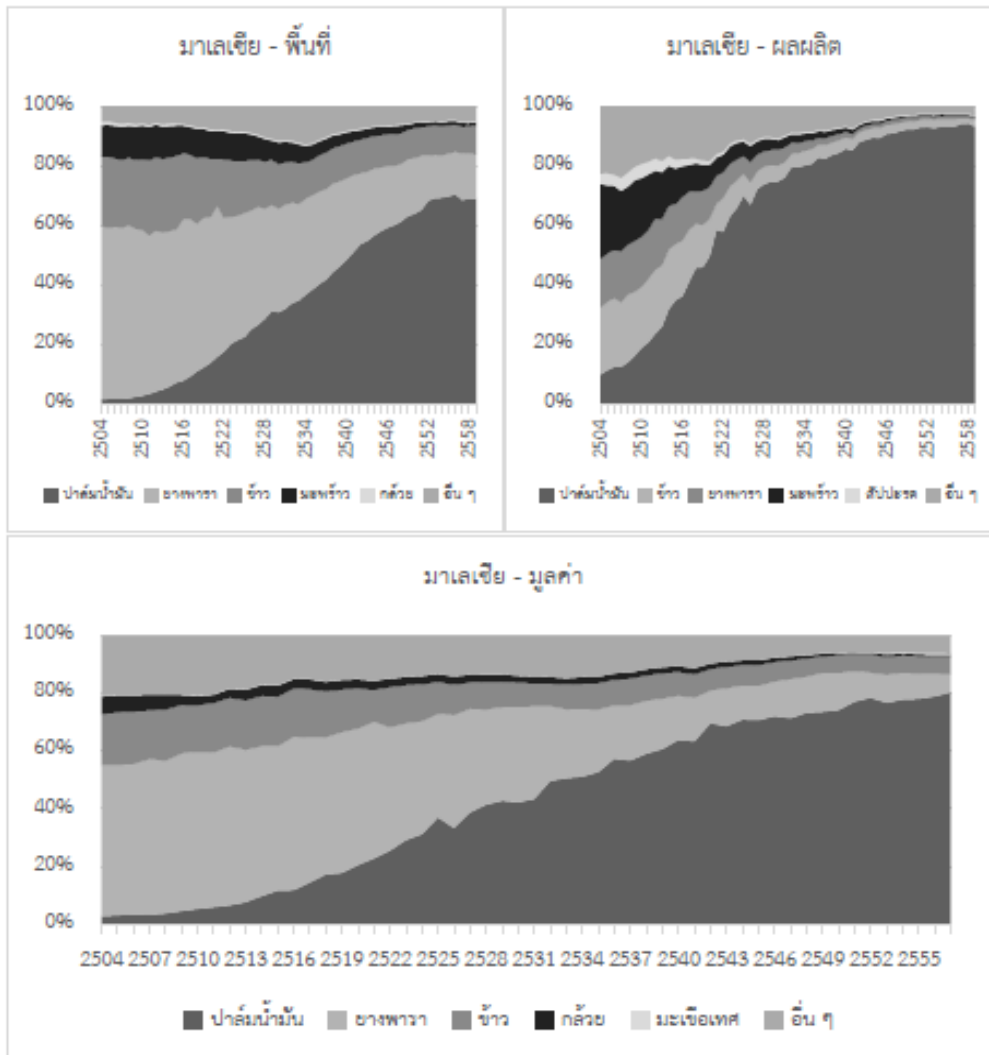 มาเลเซีย - พื้นที่
100%
80%
60%
40%
20%
0%
2504 2510 2516 2522 2528 2534 2540 2546 2552 2558
ปาล์มน้ำมัน ยางพารา ข้าว มะพร้าว กล้วย อื่น ๆ
มาเลเซีย - ผลผลิต
100%
80%
60%
40%
20%
0%
2504 2510 2516 2522 2528 2534 2540 2546 2552 2558
ปาล์มน้ำมัน ข้าว ยางพารา มะพร้าว สัปปะรด อื่น ๆ
มาเลเซีย - มูลค่า
100%
80%
60%
40%
20%
0%
2504 2507 2510 2513 2516 2519 2522 2525 2528 2531 2534 2537 2540 2543 2546 2549 2552 2555
ปาล์มน้ำมัน ยางพารา ข้าว กล้วย มะเขือเทศ อื่น ๆ